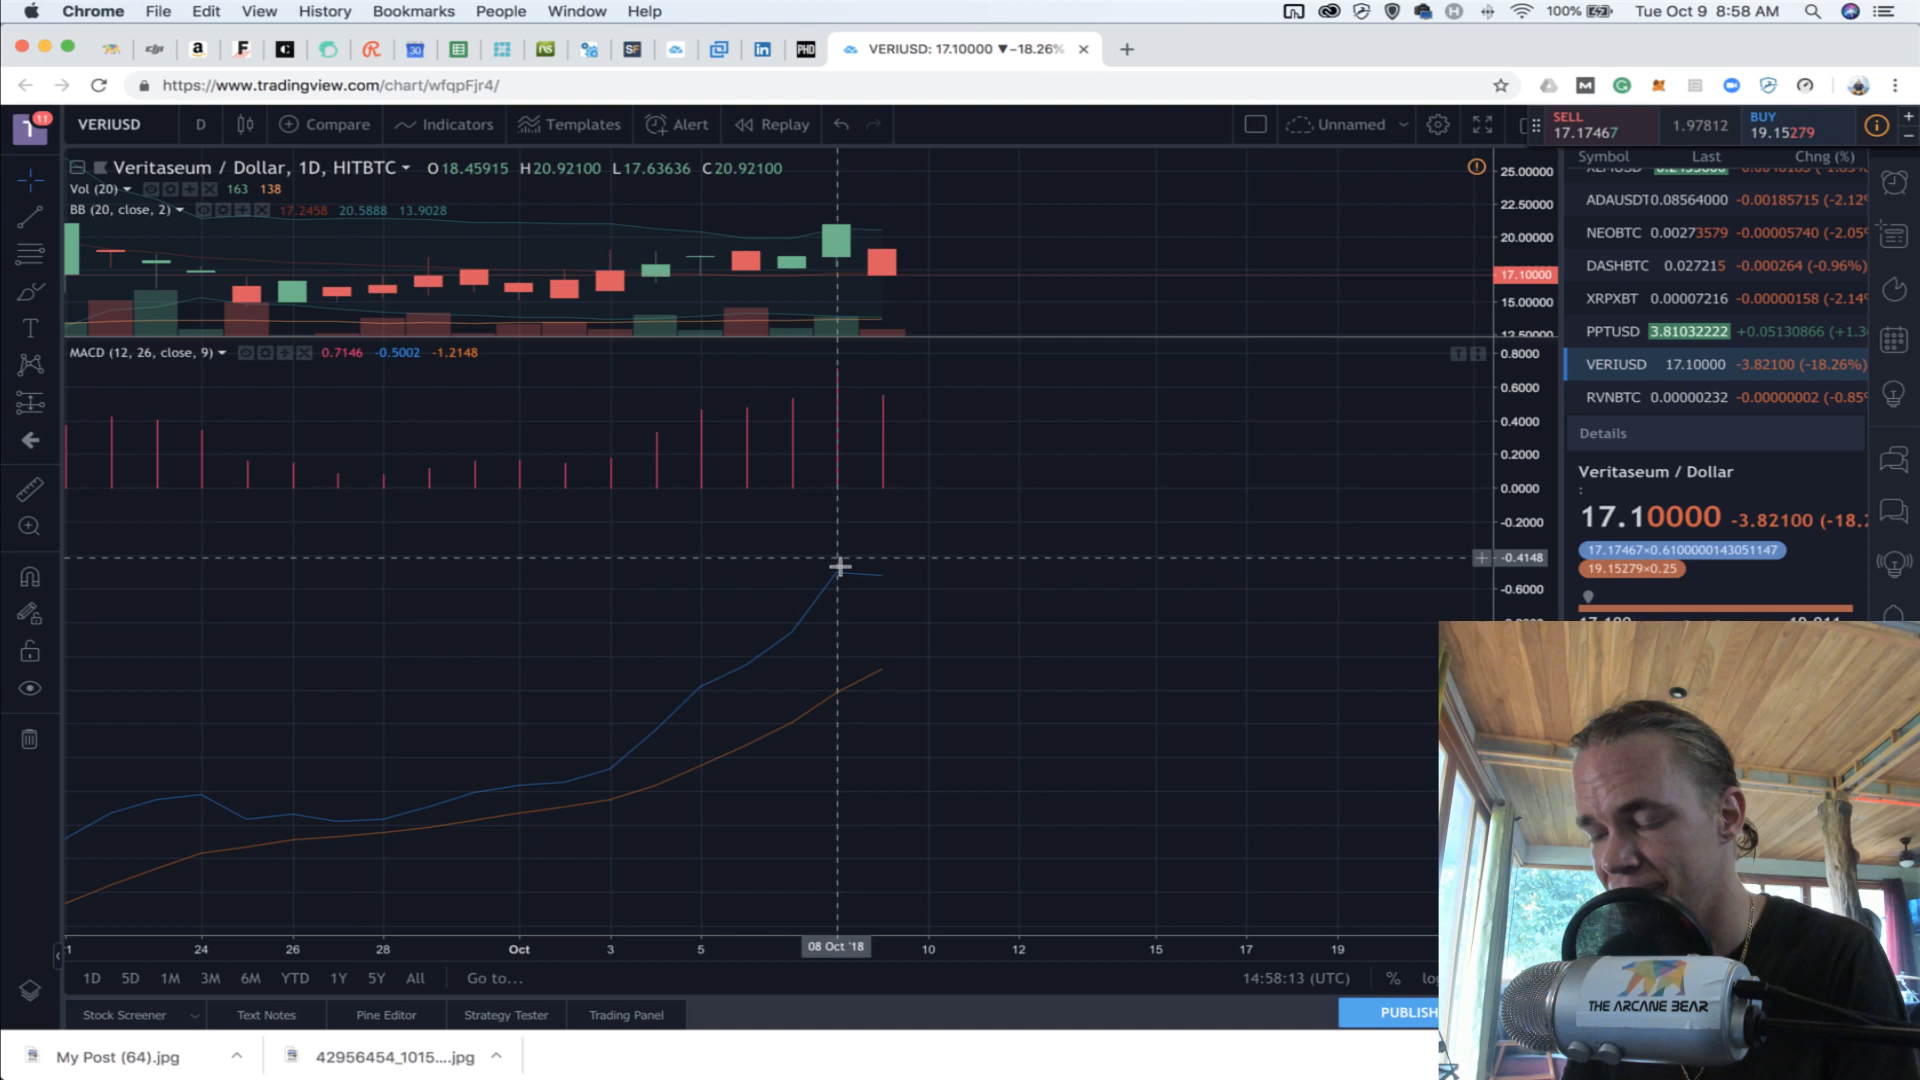 Chrome File Edit View History Bookmarks People Window Help 100% Tue Oct 9 8:58 AM
VERIUSD: 17.10000 ▼−18.26%
https://www.tradingview.com/chart/wfqpFjr4/
VERIUSD D Compare Indicators Templates Alert Replay Unnamed
11
SELL 17.17467 1.97812 BUY 19.15279
Veritaseum / Dollar, 1D, HITBTC O18.45915 H20.92100 L17.63636 C20.92100
Vol (20) 163 138
BB (20, close, 2) 17.2458 20.5888 13.9028
25.00000
22.50000
20.00000
17.10000
15.00000
12.50000
MACD (12, 26, close, 9) 0.7146 -0.5002 -1.2148
0.8000
0.6000
0.4000
0.2000
0.0000
-0.2000
-0.4148
-0.6000
Symbol Last Chng (%)
ADAUSDT 0.08564000 -0.00185715 (-2.12%
NEOBTC 0.00273579 -0.00005740 (-2.05%
DASHBTC 0.027215 -0.000264 (-0.96%)
XRPXBT 0.00007216 -0.00000158 (-2.14%
PPTUSD 3.81032222 +0.05130866 (+1.3
VERIUSD 17.10000 -3.82100 (-18.26%)
RVNBTC 0.00000232 -0.00000002 (-0.85%
Details
Veritaseum / Dollar
17.10000 -3.82100 (-18.2
17.17467×0.6100000143051147
19.15279×0.25
24 26 28 Oct 3 5 08 Oct '18 10 12 15 17 19
1D 5D 1M 3M 6M YTD 1Y 5Y All Go to... 14:58:13 (UTC) %
Stock Screener Text Notes Pine Editor Strategy Tester Trading Panel PUBLISH
My Post (64).jpg 42956454_1015....jpg
THE ARCANE BEAR